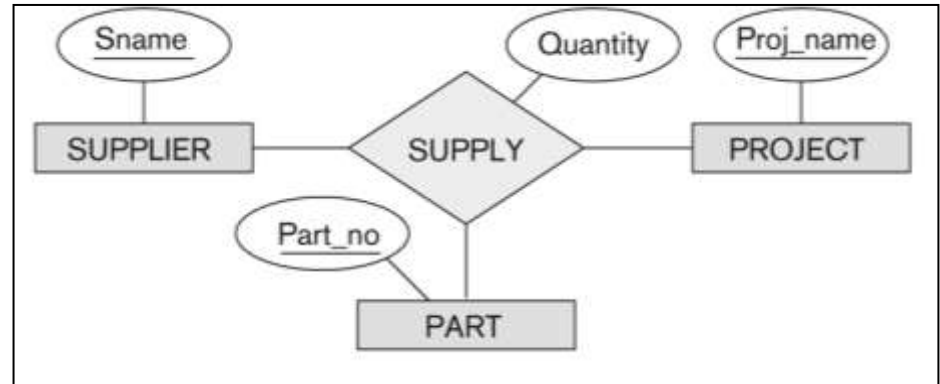 Sname
Quantity
Proj_name
SUPPLIER
SUPPLY
PROJECT
Part_no
PART